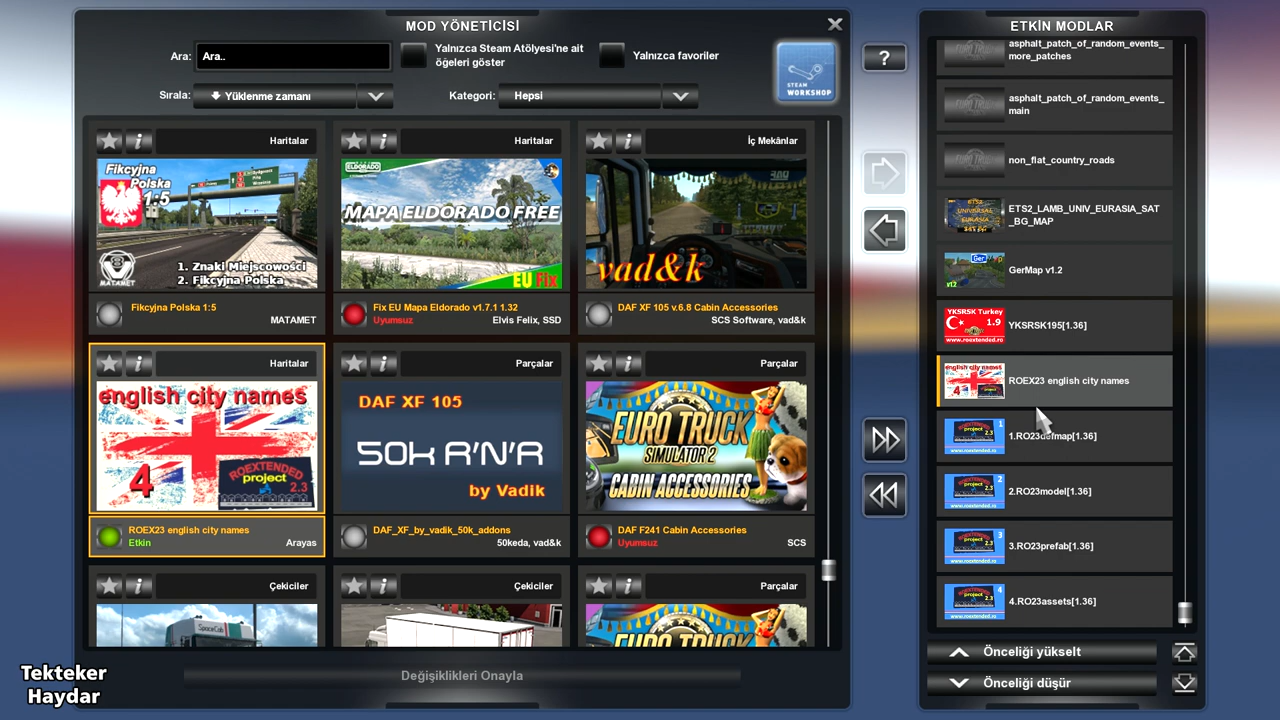 MOD YÖNETİCİSİ
Ara:
Ara..
Yalnızca Steam Atölyesi'ne ait
öğeleri göster
Yalnızca favoriler
STEAM
WORKSHOP
Sırala:
Yüklenme zamanı
Kategori:
Hepsi
Haritalar
Fikcyjna
Polska
1:5
MATAMET
1. Znaki Miejscowości
2. Fikcyjna Polska
Fikcyjna Polska 1:5
MATAMET
Haritalar
ELDORADO
MAPA ELDORADO FREE
EU Fix
Fix EU Mapa Eldorado v1.7.1 1.32
Uyumsuz
Elvis Felix, SSD
İç Mekânlar
vad&k
DAF XF 105 v.6.8 Cabin Accessories
SCS Software, vad&k
Haritalar
english city names
4
ROEXTENDED
project
2.3
ROEX23 english city names
Etkin
Arayas
Parçalar
DAF XF 105
50k R'N'R
by Vadik
DAF_XF_by_vadik_50k_addons
50keda, vad&k
Parçalar
EURO TRUCK
SIMULATOR 2
CABIN ACCESSORIES
DAF F241 Cabin Accessories
Uyumsuz
SCS
Çekiciler
Çekiciler
Parçalar
EURO TRUCK
Değişiklikleri Onayla
?
ETKİN MODLAR
asphalt_patch_of_random_events_
more_patches
asphalt_patch_of_random_events_
main
non_flat_country_roads
ETS2_LAMB_UNIV_EURASIA_SAT
_BG_MAP
GerMap v1.2
YKSRSK Turkey
1.9
www.roextended.ro
YKSRSK195[1.36]
ROEX23 english city names
1.RO23defmap[1.36]
2.RO23model[1.36]
3.RO23prefab[1.36]
4.RO23assets[1.36]
Önceliği yükselt
Önceliği düşür
Tekteker
Haydar